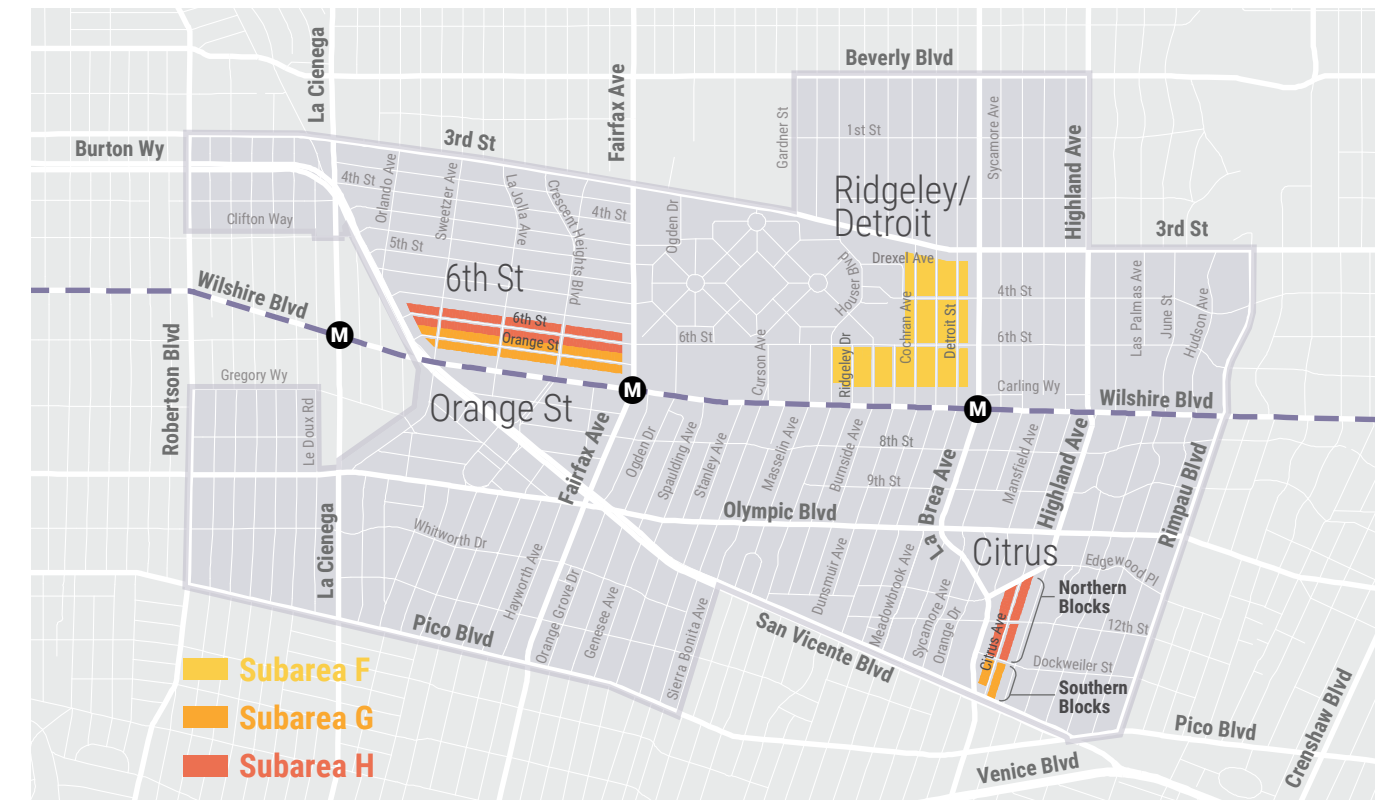 Beverly Blvd
La Cienega
Fairfax Ave
Gardner St
1st St
Sycamore Ave
Highland Ave
Burton Wy
3rd St
4th St
Orlando Ave
Sweetzer Ave
La Jolla Ave
Crescent Heights Blvd
4th St
Ogden Dr
Ridgeley/
Detroit
3rd St
Clifton Way
5th St
6th St
Drexel Ave
Hauser Blvd
Cochran Ave
Detroit St
4th St
Las Palmas Ave
June St
Hudson Ave
Wilshire Blvd
M
6th St
Orange St
6th St
Curson Ave
Ridgeley Dr
6th St
Robertson Blvd
Gregory Wy
Le Doux Rd
Orange St
M
M
Carling Wy
Wilshire Blvd
Fairfax Ave
Ogden Dr
Spaulding Ave
Stanley Ave
Masselin Ave
Burnside Ave
8th St
9th St
La Brea Ave
Mansfield Ave
Highland Ave
Rimpau Blvd
Olympic Blvd
La Cienega
Whitworth Dr
Hayworth Ave
Orange Grove Dr
Genesee Ave
Sierra Bonita Ave
Pico Blvd
San Vicente Blvd
Dunsmuir Ave
Meadowbrook Ave
Sycamore Ave
Orange Dr
Citrus
Citrus Ave
Edgewood Pl
Northern
Blocks
12th St
Dockweiler St
Southern
Blocks
Pico Blvd
Venice Blvd
Crenshaw Blvd
Subarea F
Subarea G
Subarea H